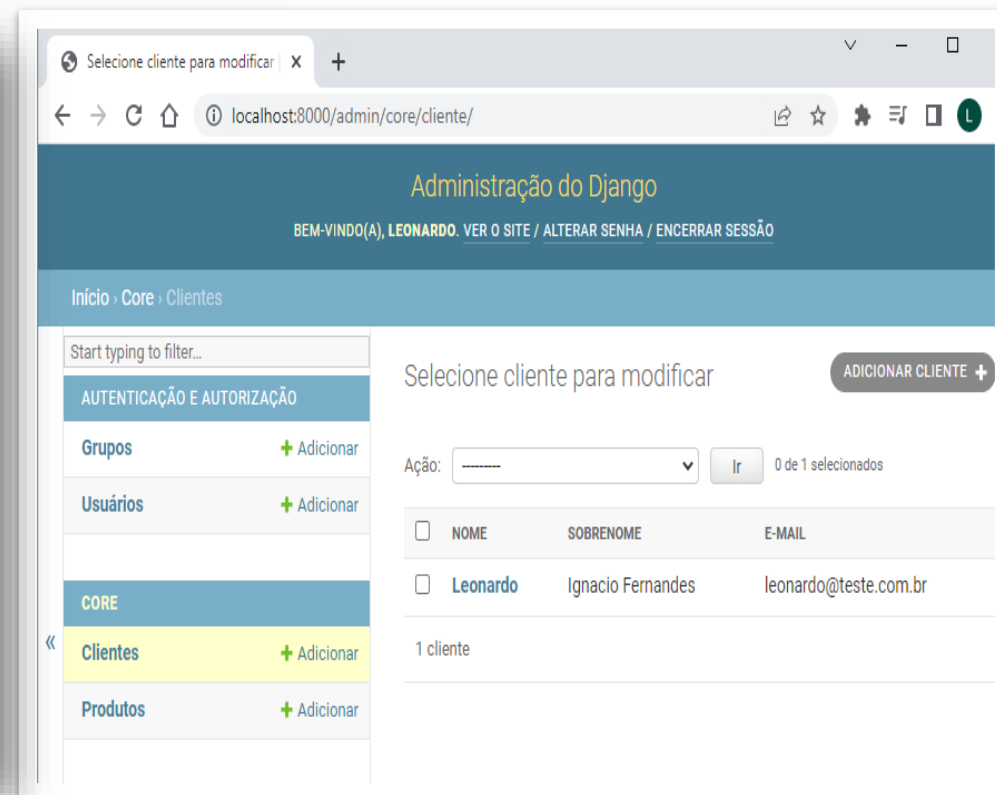 Selecione cliente para modificar
localhost:8000/admin/core/cliente/
L
Administração do Django
BEM-VINDO(A), LEONARDO. VER O SITE / ALTERAR SENHA / ENCERRAR SESSÃO
Início › Core › Clientes
Start typing to filter...
AUTENTICAÇÃO E AUTORIZAÇÃO
Grupos + Adicionar
Usuários + Adicionar
CORE
«
Clientes + Adicionar
Produtos + Adicionar
Selecione cliente para modificar
ADICIONAR CLIENTE +
Ação: --------- Ir 0 de 1 selecionados
NOME SOBRENOME E-MAIL
Leonardo Ignacio Fernandes leonardo@teste.com.br
1 cliente